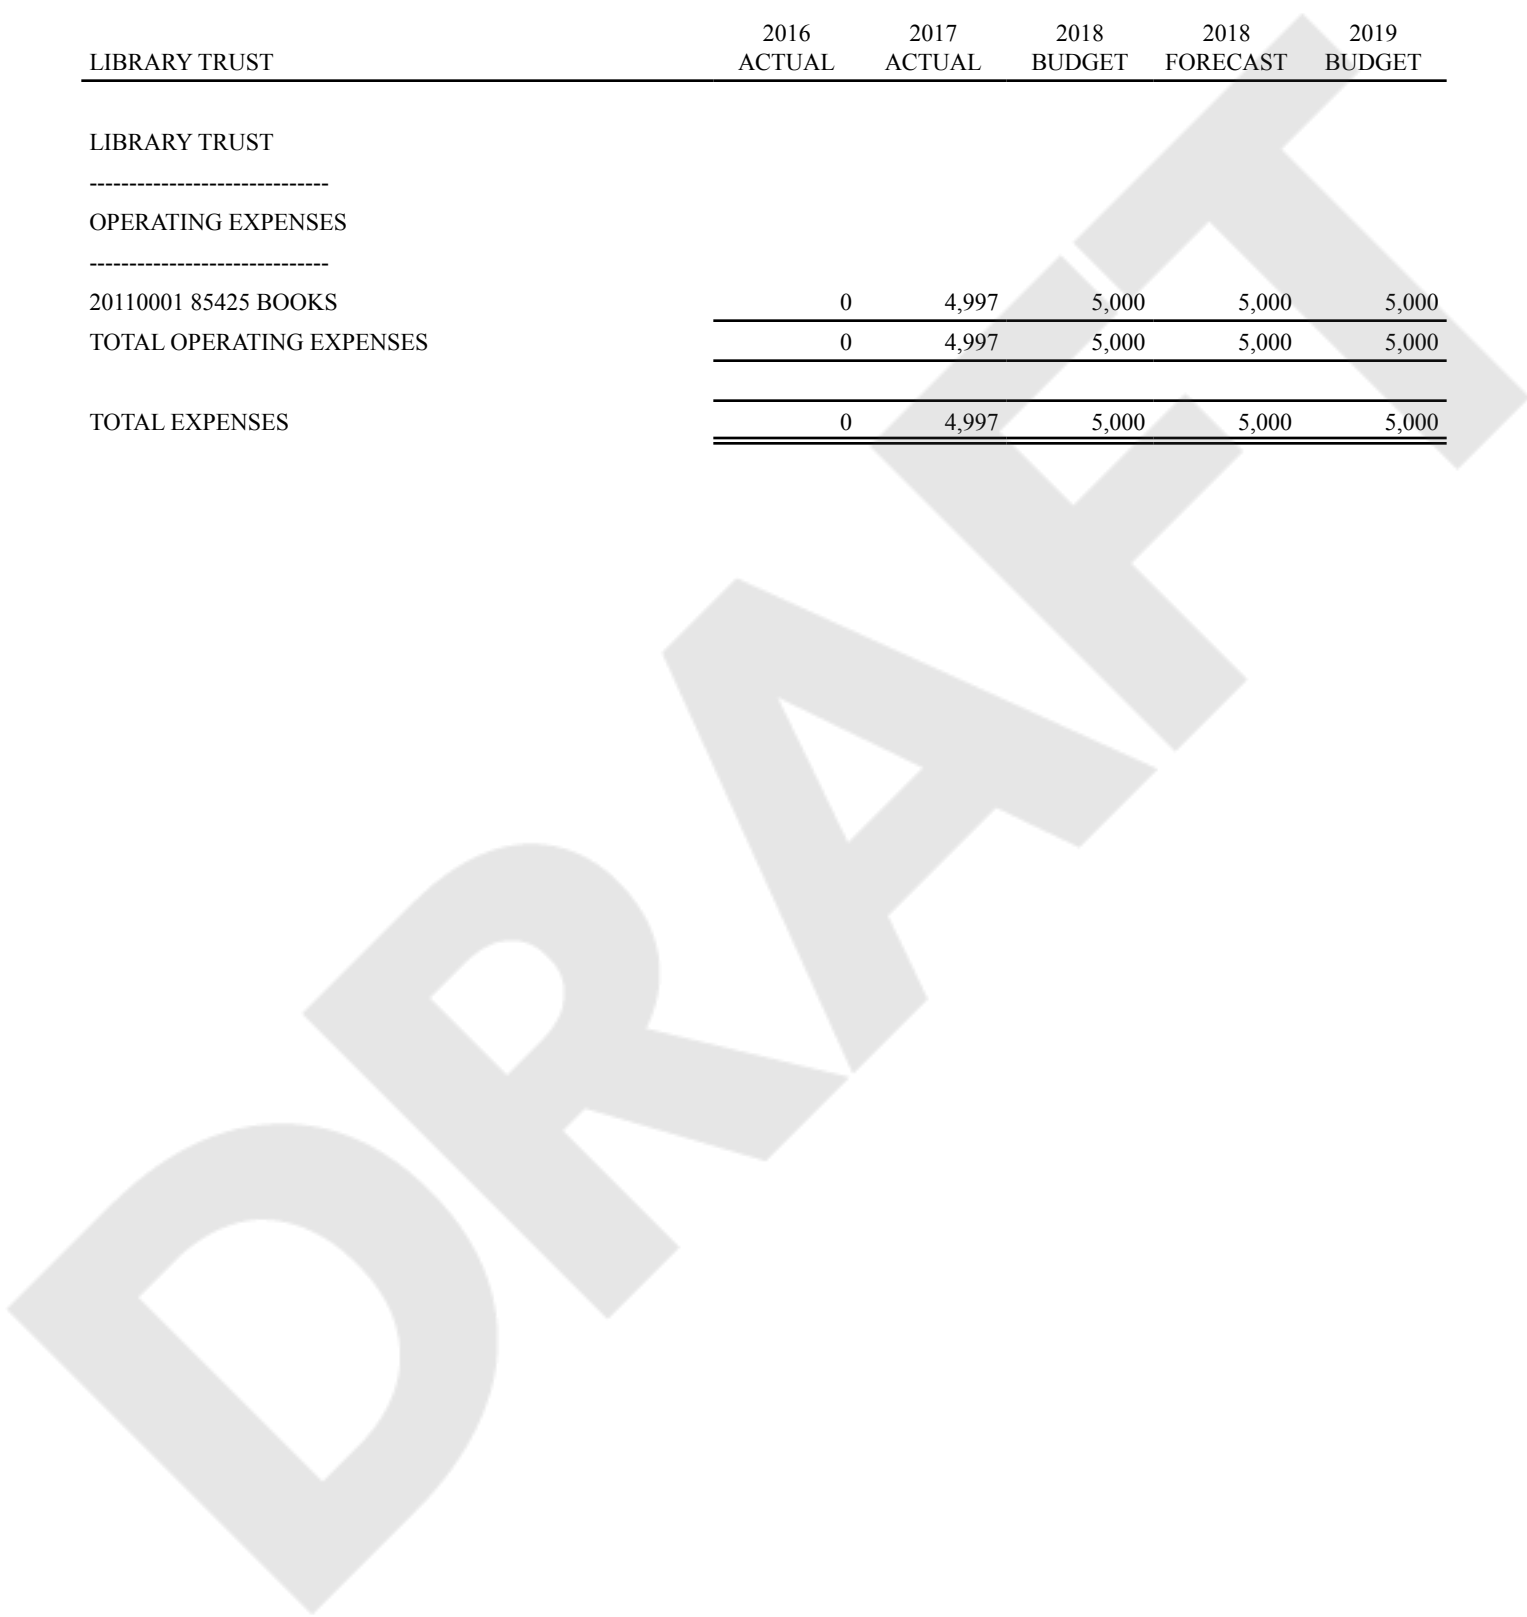 2016 2017 2018 2018 2019
LIBRARY TRUST ACTUAL ACTUAL BUDGET FORECAST BUDGET
LIBRARY TRUST
------------------------------
OPERATING EXPENSES
------------------------------
20110001 85425 BOOKS 0 4,997 5,000 5,000 5,000
TOTAL OPERATING EXPENSES 0 4,997 5,000 5,000 5,000
TOTAL EXPENSES 0 4,997 5,000 5,000 5,000
DRAFT